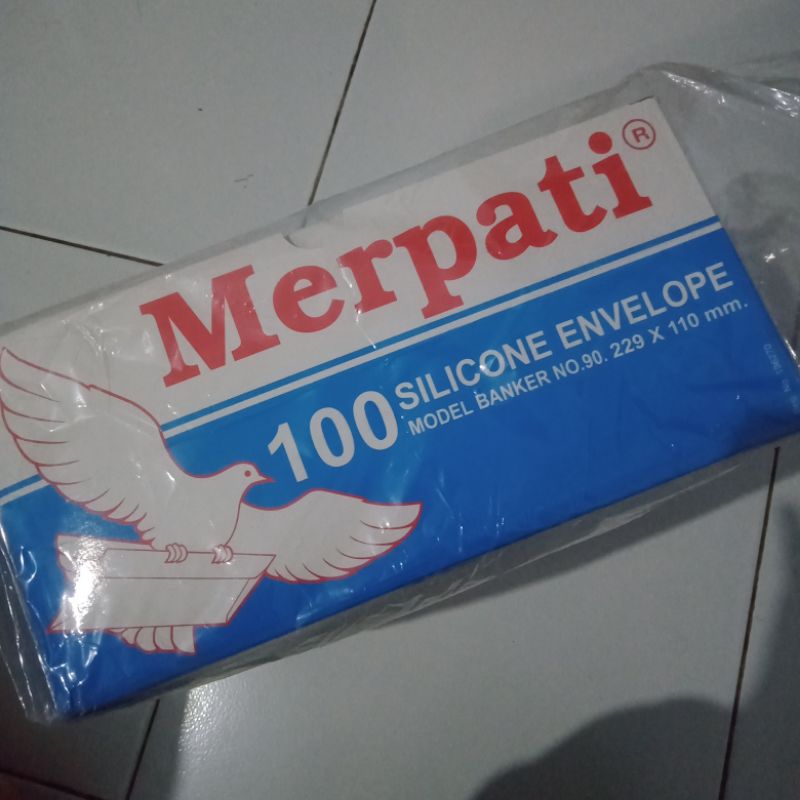 Merpati®
100 SILICONE ENVELOPE
MODEL BANKER NO.90. 229 X 110 mm.